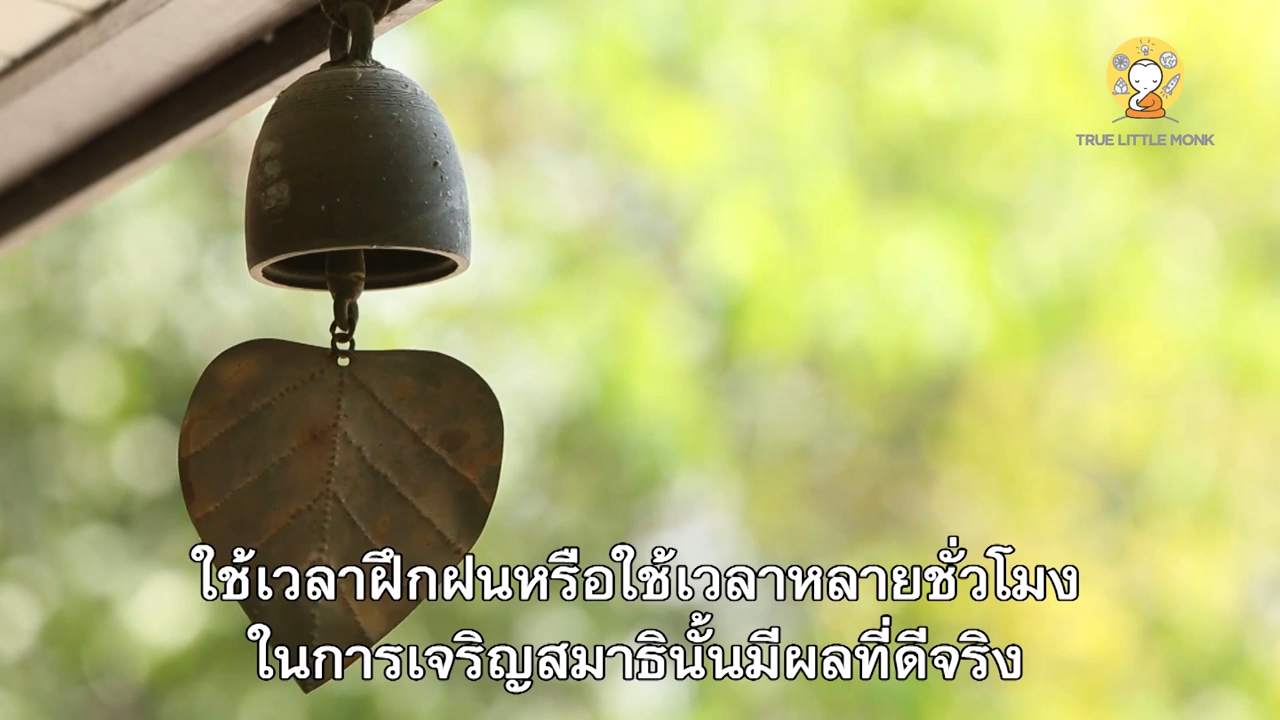 TRUE LITTLE MONK
ใช้เวลาฝึกฝนหรือใช้เวลาหลายชั่วโมง
ในการเจริญสมาธินั้นมีผลที่ดีจริง